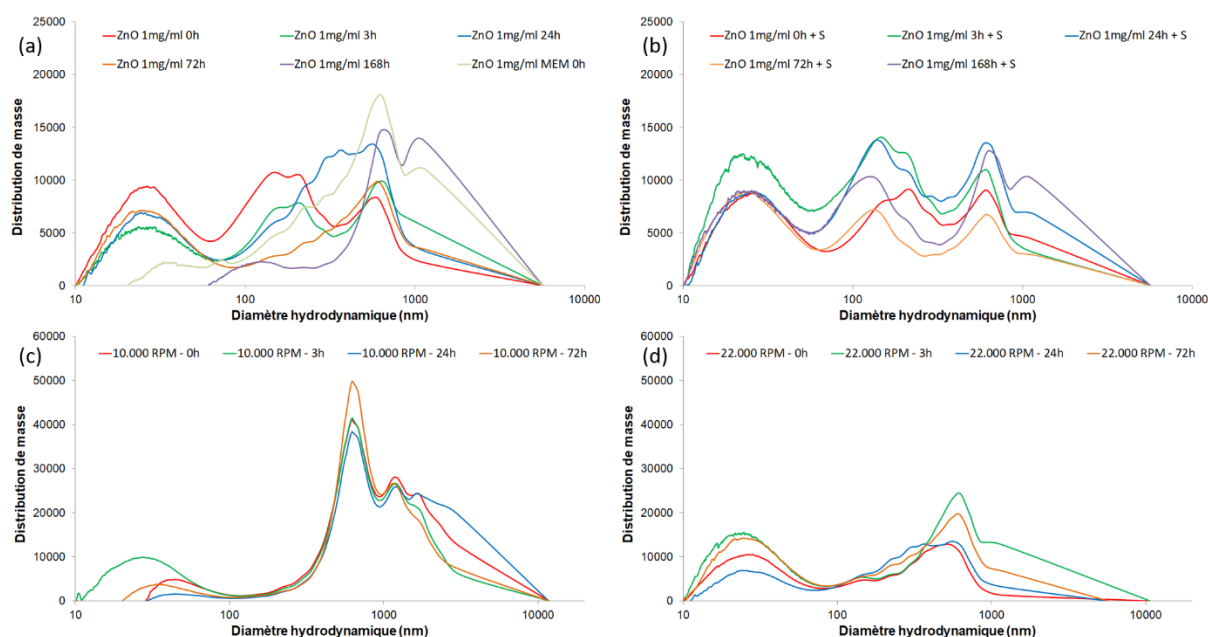 (a)
ZnO 1mg/ml 0h ZnO 1mg/ml 3h ZnO 1mg/ml 24h
ZnO 1mg/ml 72h ZnO 1mg/ml 168h ZnO 1mg/ml MEM 0h
Distribution de masse
25000
20000
15000
10000
5000
0
10 100 1000 10000
Diamètre hydrodynamique (nm)
(b)
ZnO 1mg/ml 0h + S ZnO 1mg/ml 3h + S ZnO 1mg/ml 24h + S
ZnO 1mg/ml 72h + S ZnO 1mg/ml 168h + S
Distribution de masse
25000
20000
15000
10000
5000
0
10 100 1000 10000
Diamètre hydrodynamique (nm)
(c)
10.000 RPM - 0h 10.000 RPM - 3h 10.000 RPM - 24h 10.000 RPM - 72h
Distribution de masse
60000
50000
40000
30000
20000
10000
0
10 100 1000 10000
Diamètre hydrodynamique (nm)
(d)
22.000 RPM - 0h 22.000 RPM - 3h 22.000 RPM - 24h 22.000 RPM - 72h
Distribution de masse
60000
50000
40000
30000
20000
10000
0
10 100 1000 10000
Diamètre hydrodynamique (nm)